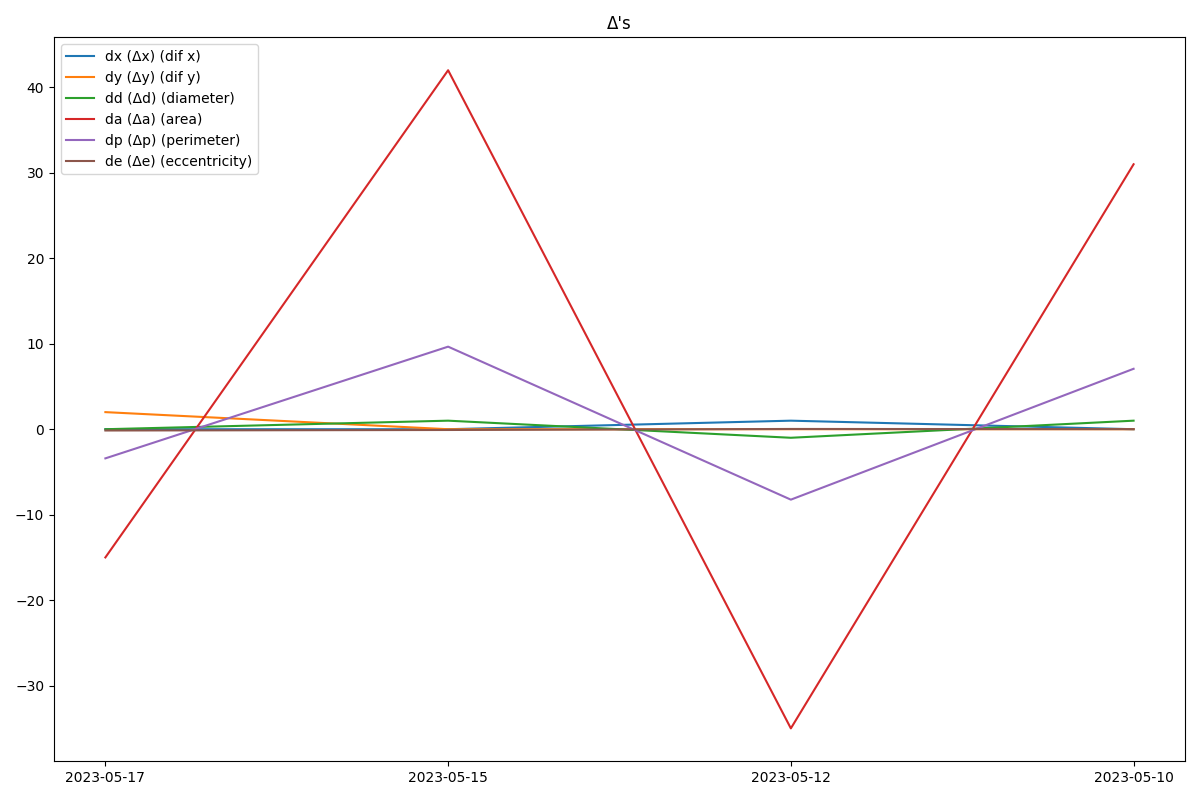 Δ's
dx (Δx) (dif x)
dy (Δy) (dif y)
dd (Δd) (diameter)
da (Δa) (area)
dp (Δp) (perimeter)
de (Δe) (eccentricity)
40
30
20
10
0
−10
−20
−30
2023-05-17 2023-05-15 2023-05-12 2023-05-10